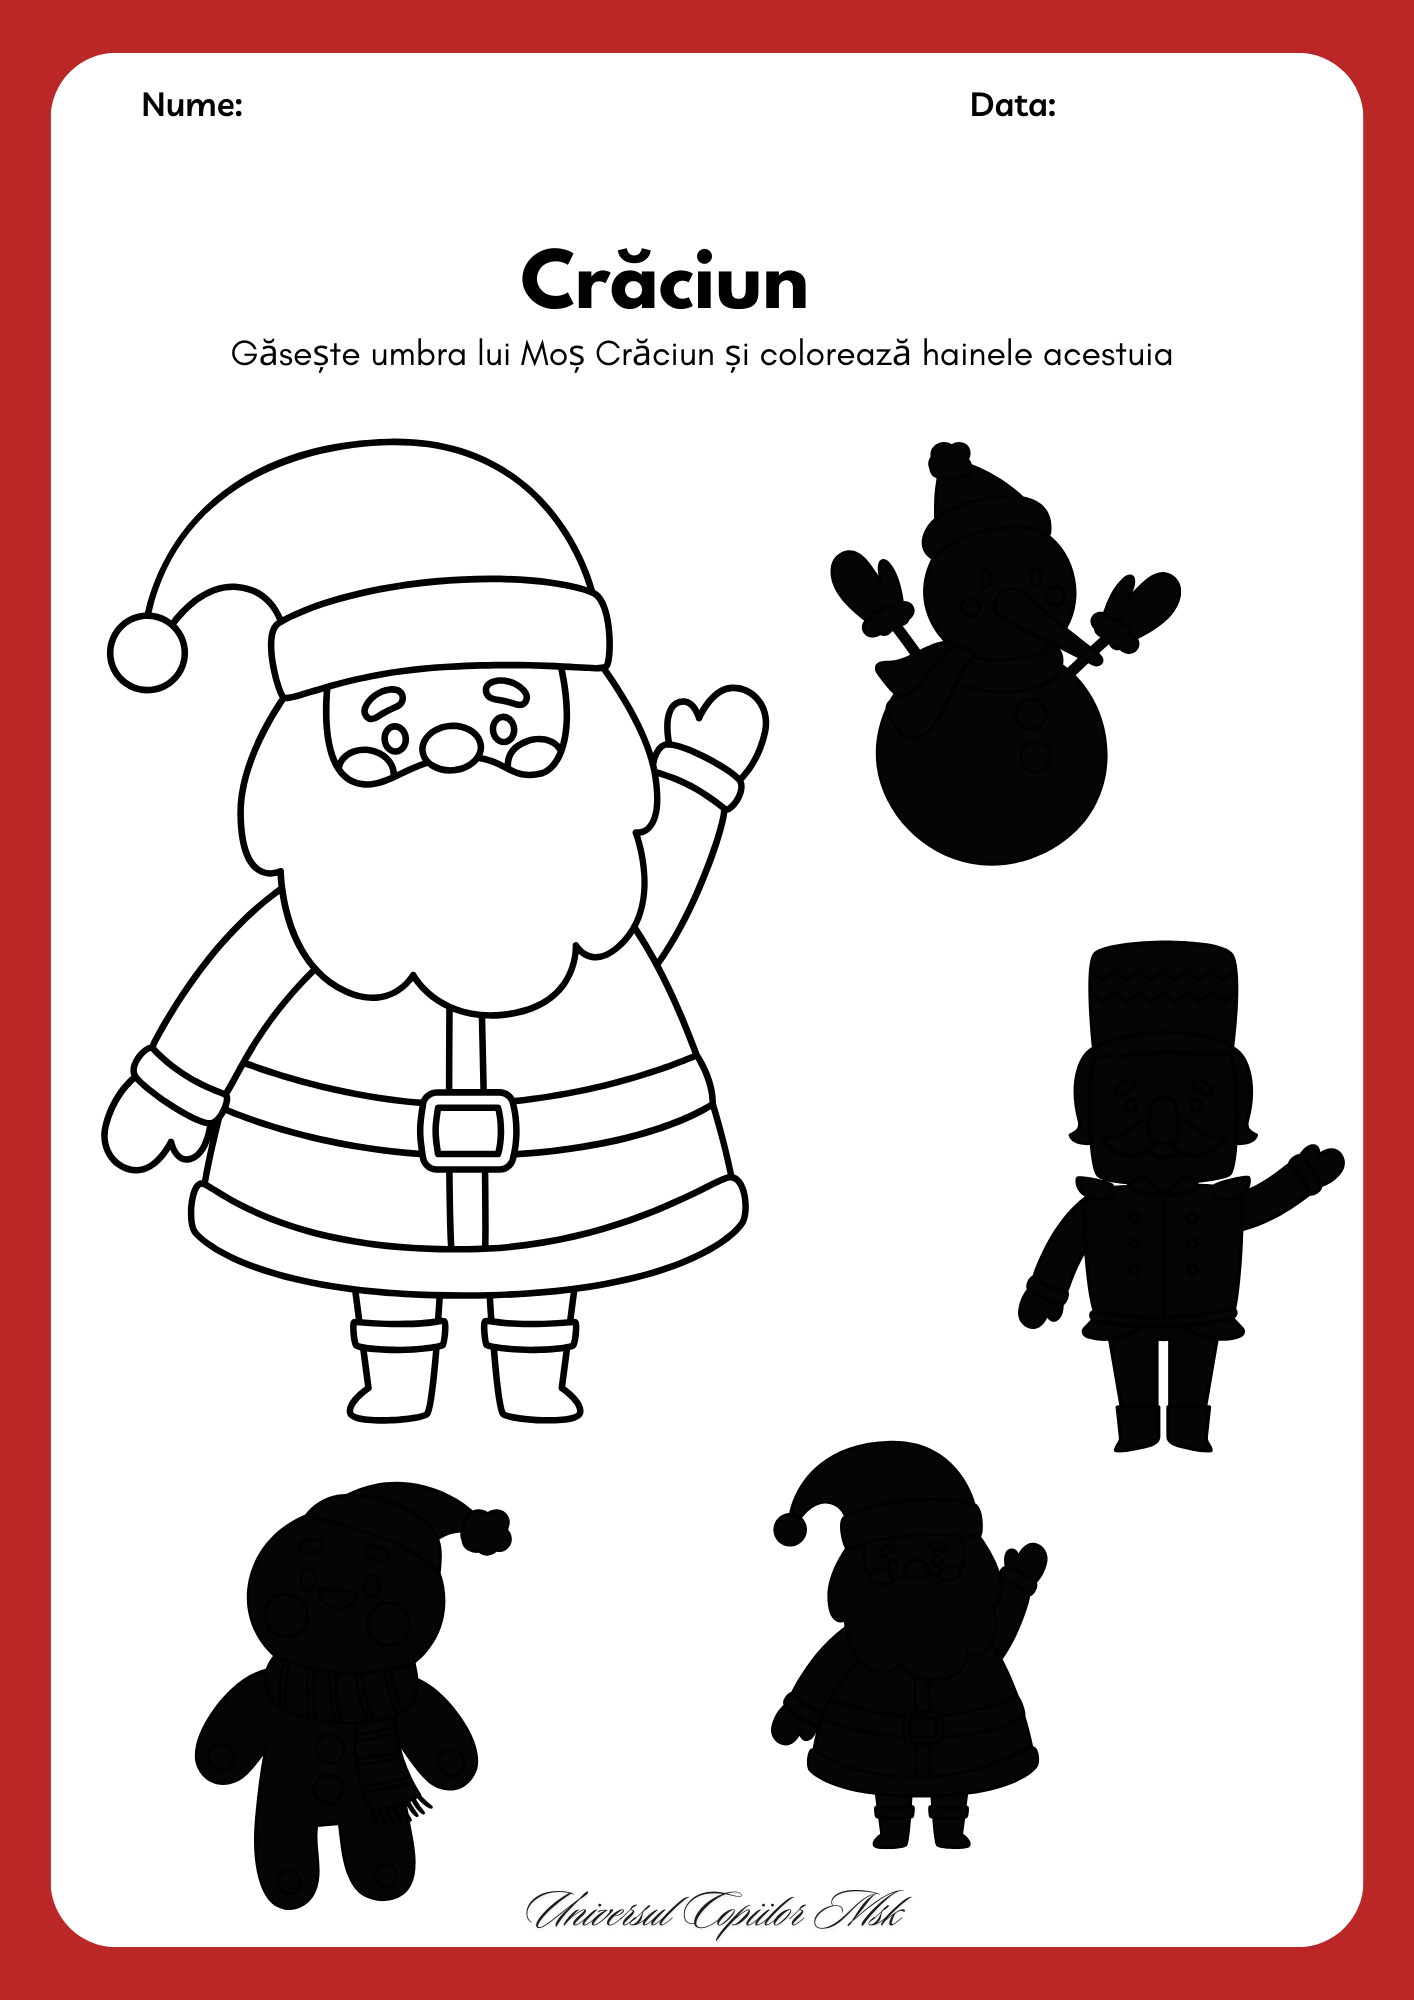 Nume:
Data:
Crăciun
Găsește umbra lui Moș Crăciun și colorează hainele acestuia
Universul Copiilor Msk